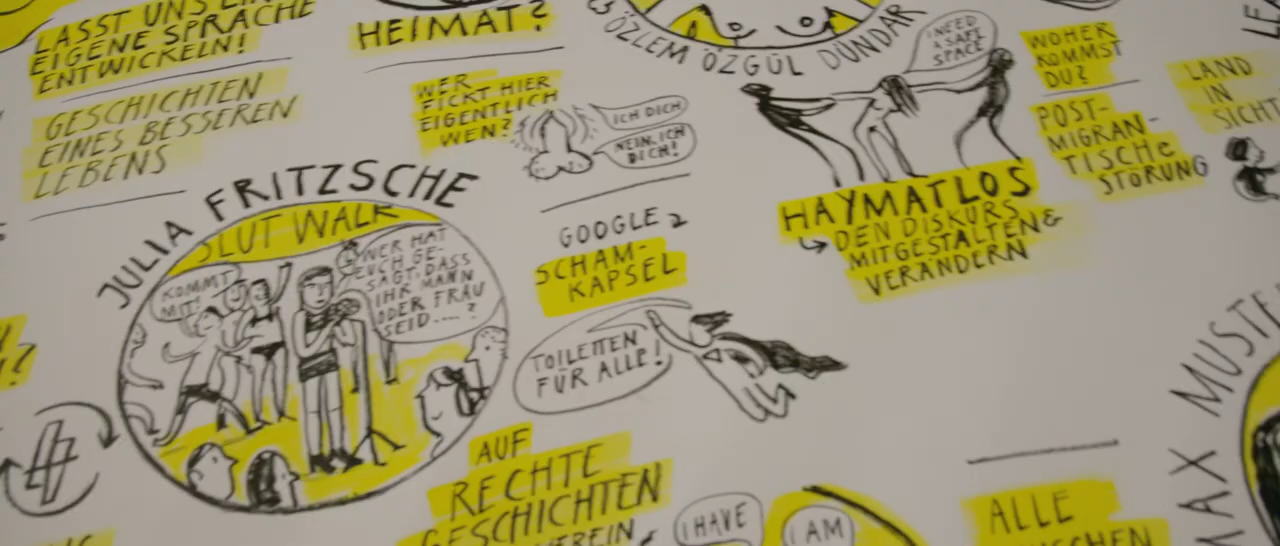 LASST UNS EINE
EIGENE SPRACHE
ENTWICKELN!
GESCHICHTEN
EINES BESSEREN
LEBENS
HEIMAT?
WER
FICKT HIER
EIGENTLICH
WEN?
ICH DICH
NEIN, ICH
DICH!
ÖZLEM ÖZGÜL DÜNDAR
I NEED
A SAFE
SPACE
WOHER
KOMMST
DU?
POST-
MIGRAN-
TISCHE
STÖRUNG
LAND
IN
SICHT
HAYMATLOS
DEN DISKURS
MITGESTALTEN &
VERÄNDERN
JULIA FRITZSCHE
SLUT WALK
KOMMT
MIT!
WER HAT
EUCH GE-
SAGT, DASS
IHR MANN
ODER FRAU
SEID....?
GOOGLE
SCHAM-
KAPSEL
TOILETTEN
FÜR ALLE!
AUF
RECHTE
GESCHICHTEN
I HAVE
I AM
ALLE
MAX MUSTE